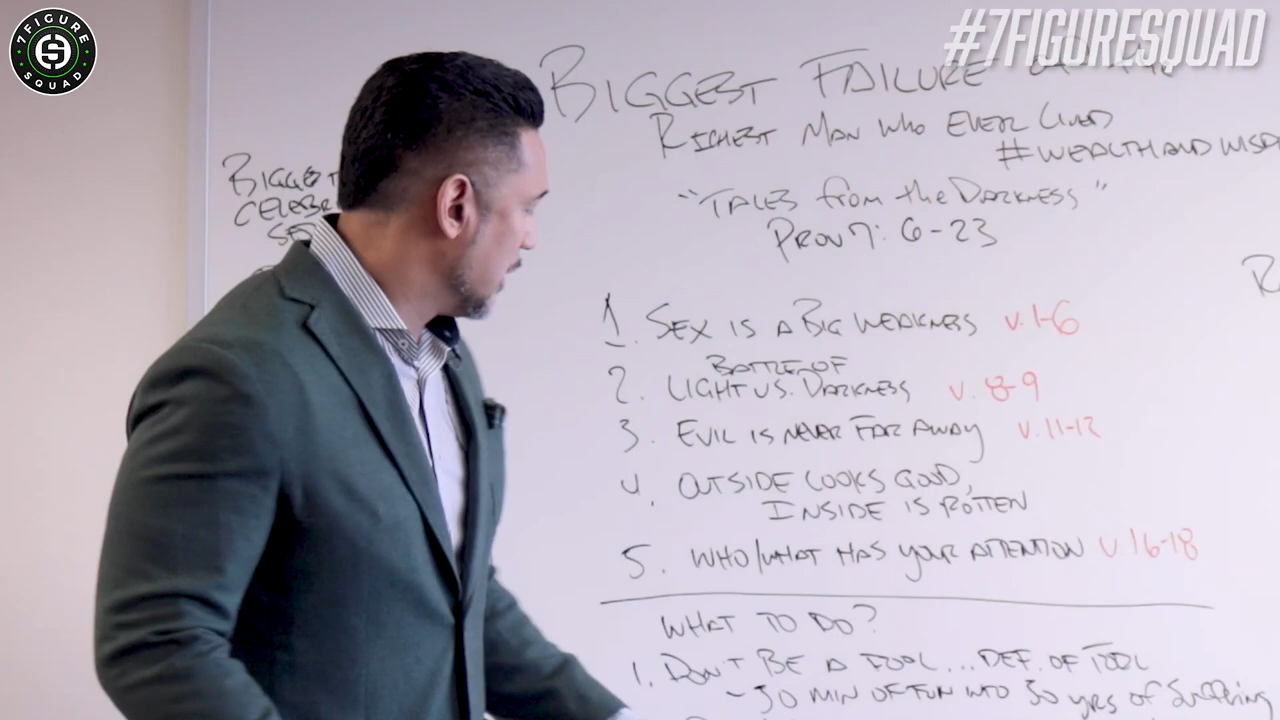 7 FIGURE SQUAD
#7FIGURESQUAD
BIGGEST FAILURE OF THE
RICHEST MAN WHO EVER LIVED
#WEALTHANDWISD
"TALES from the DARKNESS"
PROV 7: 6-23
BIGGEST
CELEBR
1. SEX IS A BIG WEAKNESS v. 1-6
BATTLE OF
2. LIGHT VS. DARKNESS v. 8-9
3. EVIL IS NEVER FAR AWAY v. 11-12
4. OUTSIDE LOOKS GOOD,
INSIDE IS ROTTEN
5. WHO/WHAT HAS YOUR ATTENTION v. 16-18
WHAT TO DO?
1. DON'T BE A FOOL... DEF. OF FOOL
- 30 MIN OF FUN INTO 30 yrs of Suffering